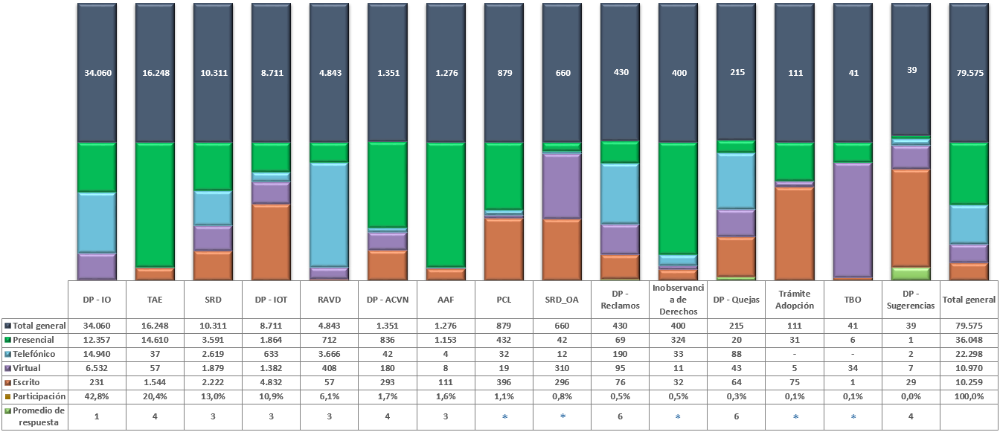 34.060 16.248 10.311 8.711 4.843 1.351 1.276 879 660 430 400 215 111 41 39 79.575
DP - IO TAE SRD DP - IOT RAVD DP - ACVN AAF PCL SRD_OA DP - Reclamos Inobservancia de Derechos DP - Quejas Trámite Adopción TBO DP - Sugerencias Total general
Total general 34.060 16.248 10.311 8.711 4.843 1.351 1.276 879 660 430 400 215 111 41 39 79.575
Presencial 12.357 14.610 3.591 1.864 712 836 1.153 432 42 69 324 20 31 6 1 36.048
Telefónico 14.940 37 2.619 633 3.666 42 4 32 12 190 33 88 - - 2 22.298
Virtual 6.532 57 1.879 1.382 408 180 8 19 310 95 11 43 5 34 7 10.970
Escrito 231 1.544 2.222 4.832 57 293 111 396 296 76 32 64 75 1 29 10.259
Participación 42,8% 20,4% 13,0% 10,9% 6,1% 1,7% 1,6% 1,1% 0,8% 0,5% 0,5% 0,3% 0,1% 0,1% 0,0% 100,0%
Promedio de respuesta 1 4 3 3 3 4 3 * * 6 * 6 * * 4